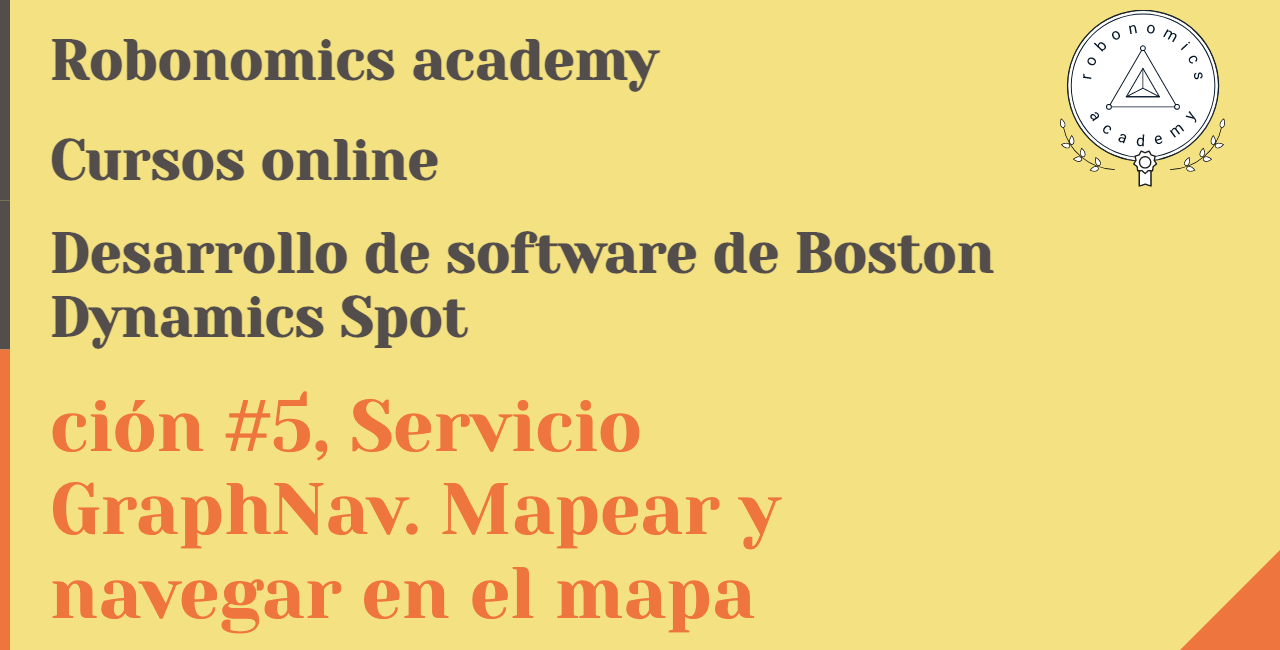 Robonomics academy
robonomics
academy
Cursos online
Desarrollo de software de Boston
Dynamics Spot
ción #5, Servicio
GraphNav. Mapear y
navegar en el mapa